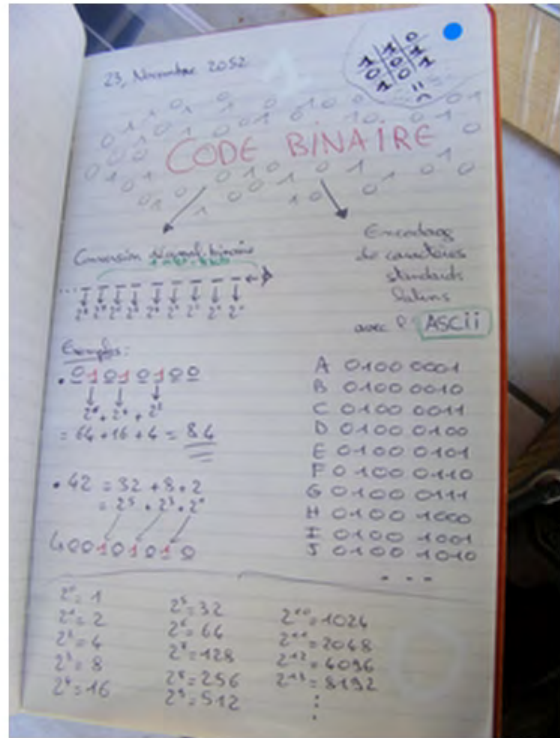 23, Novembre 2052
CODE BINAIRE
Conversion décimal-binaire
Encodage
de caractères
standards
latins
avec l' ASCii
Exemples:
• 01010100
2⁶ + 2⁴ + 2²
= 64 + 16 + 4 = 84
• 42 = 32 + 8 + 2
= 2⁵ + 2³ + 2¹
00101010
A 0100 0001
B 0100 0010
C 0100 0011
D 0100 0100
E 0100 0101
F 0100 0110
G 0100 0111
H 0100 1000
I 0100 1001
J 0100 1010
...
2⁰ = 1
2¹ = 2
2² = 4
2³ = 8
2⁴ = 16
2⁵ = 32
2⁶ = 64
2⁷ = 128
2⁸ = 256
2⁹ = 512
2¹⁰ = 1024
2¹¹ = 2048
2¹² = 4096
2¹³ = 8192